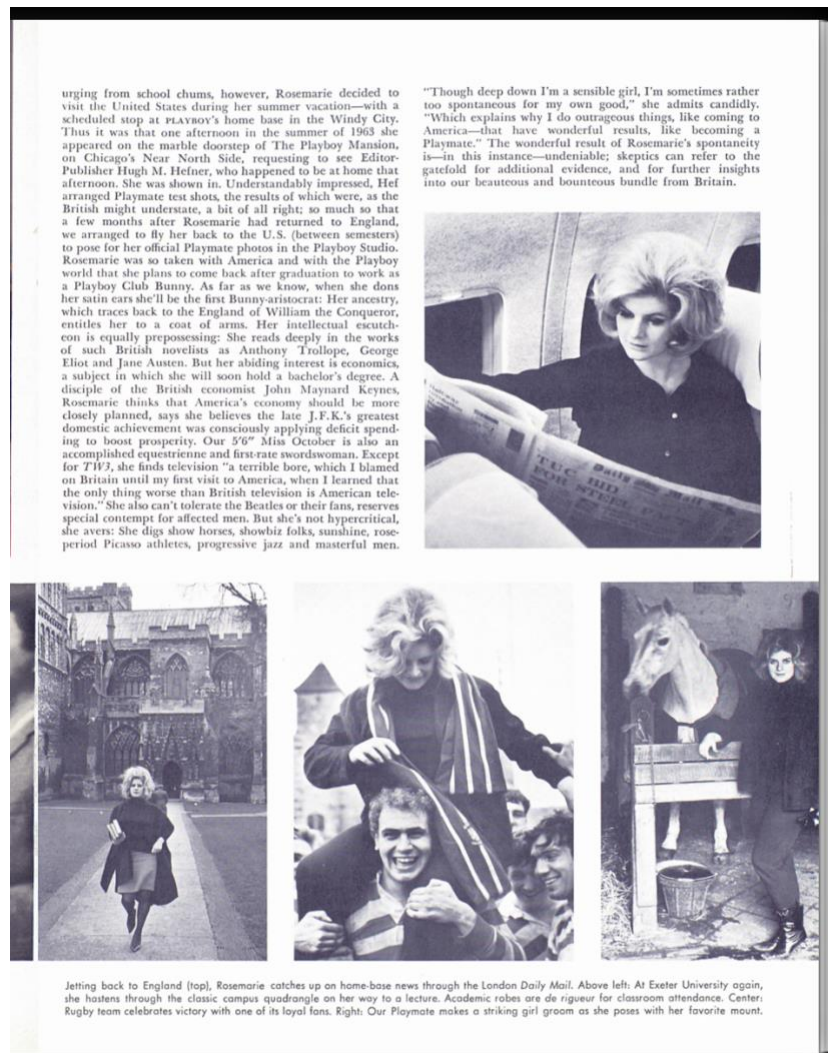 urging from school chums, however, Rosemarie decided to
visit the United States during her summer vacation—with a
scheduled stop at PLAYBOY's home base in the Windy City.
Thus it was that one afternoon in the summer of 1963 she
appeared on the marble doorstep of The Playboy Mansion,
on Chicago's Near North Side, requesting to see Editor-
Publisher Hugh M. Hefner, who happened to be at home that
afternoon. She was shown in. Understandably impressed, Hef
arranged Playmate test shots, the results of which were, as the
British might understate, a bit of all right; so much so that
a few months after Rosemarie had returned to England,
we arranged to fly her back to the U.S. (between semesters)
to pose for her official Playmate photos in the Playboy Studio.
Rosemarie was so taken with America and with the Playboy
world that she plans to come back after graduation to work as
a Playboy Club Bunny. As far as we know, when she dons
her satin ears she'll be the first Bunny-aristocrat: Her ancestry,
which traces back to the England of William the Conqueror,
entitles her to a coat of arms. Her intellectual escutch-
eon is equally prepossessing: She reads deeply in the works
of such British novelists as Anthony Trollope, George
Eliot and Jane Austen. But her abiding interest is economics,
a subject in which she will soon hold a bachelor's degree. A
disciple of the British economist John Maynard Keynes,
Rosemarie thinks that America's economy should be more
closely planned, says she believes the late J.F.K.'s greatest
domestic achievement was consciously applying deficit spend-
ing to boost prosperity. Our 5'6" Miss October is also an
accomplished equestrienne and first-rate swordswoman. Except
for TW3, she finds television "a terrible bore, which I blamed
on Britain until my first visit to America, when I learned that
the only thing worse than British television is American tele-
vision." She also can't tolerate the Beatles or their fans, reserves
special contempt for affected men. But she's not hypercritical,
she avers: She digs show horses, showbiz folks, sunshine, rose-
period Picasso athletes, progressive jazz and masterful men.
"Though deep down I'm a sensible girl, I'm sometimes rather
too spontaneous for my own good," she admits candidly.
"Which explains why I do outrageous things, like coming to
America—that have wonderful results, like becoming a
Playmate." The wonderful result of Rosemarie's spontaneity
is—in this instance—undeniable; skeptics can refer to the
gatefold for additional evidence, and for further insights
into our beauteous and bounteous bundle from Britain.
Daily Mail
TUC BID
FOR STEEL
Jetting back to England (top), Rosemarie catches up on home-base news through the London Daily Mail. Above left: At Exeter University again,
she hastens through the classic campus quadrangle on her way to a lecture. Academic robes are de rigueur for classroom attendance. Center:
Rugby team celebrates victory with one of its loyal fans. Right: Our Playmate makes a striking girl groom as she poses with her favorite mount.